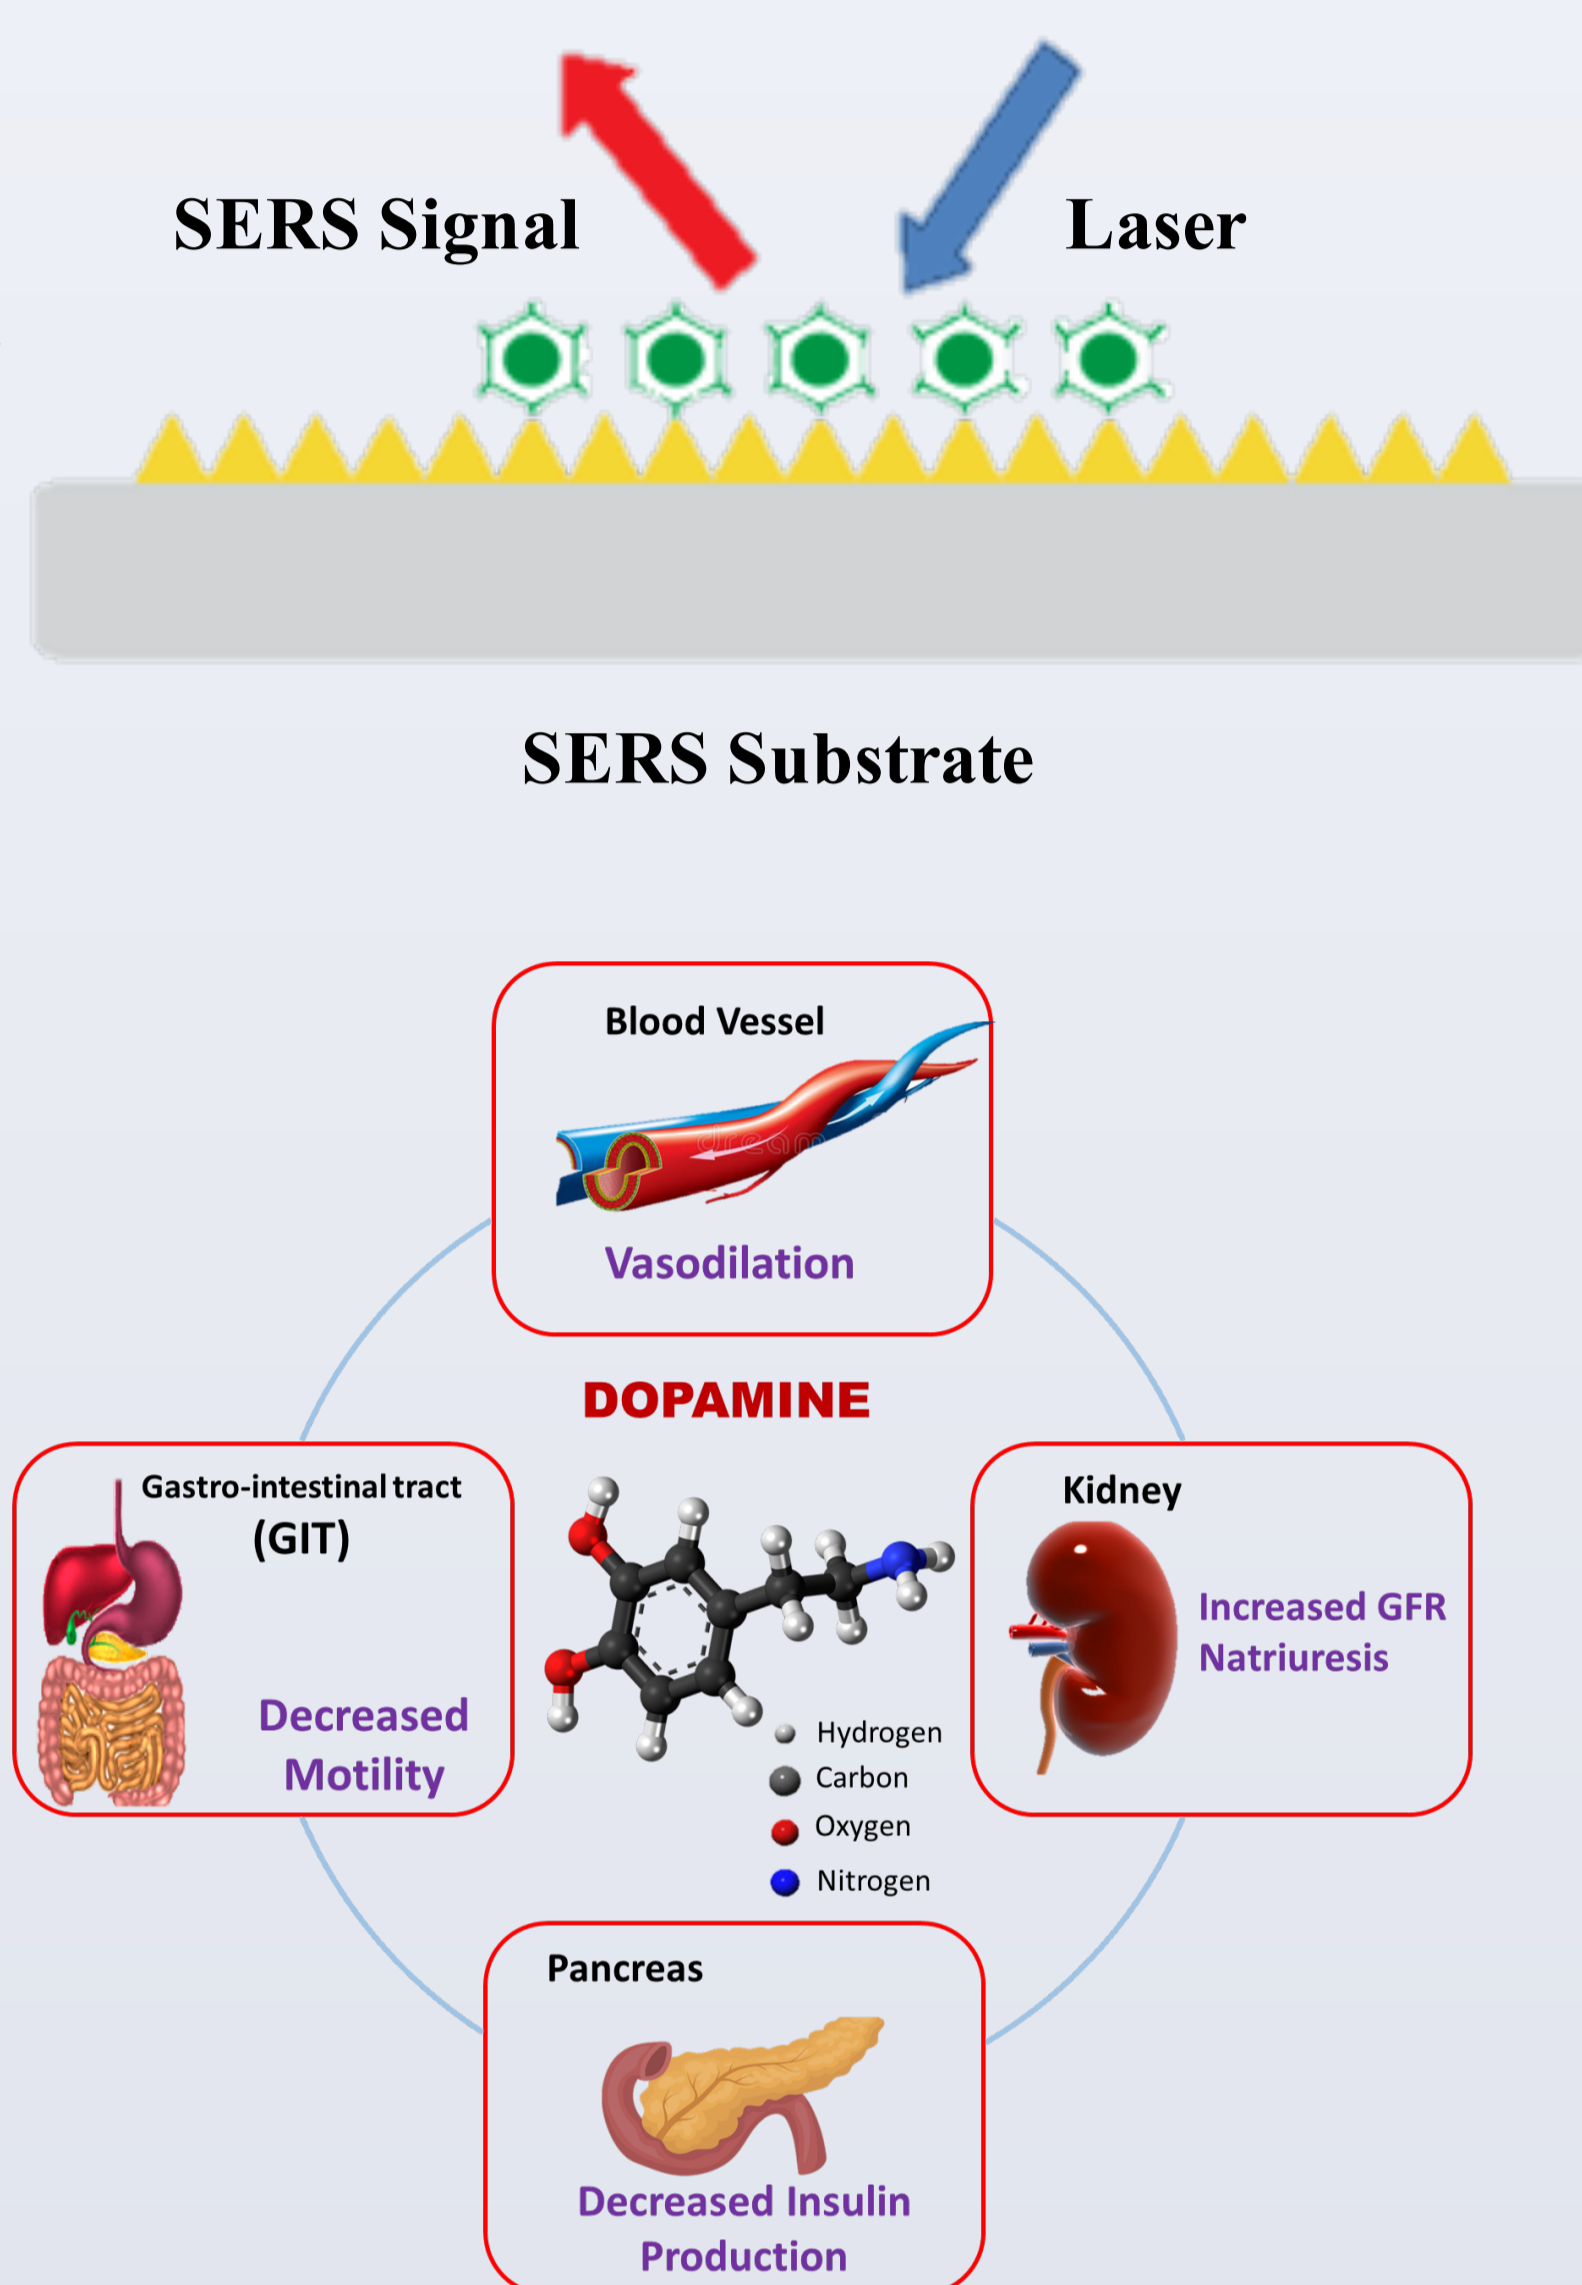 SERS Signal
Laser
SERS Substrate
Blood Vessel
dream
Vasodilation
DOPAMINE
Gastro-intestinal tract
(GIT)
Decreased
Motility
Kidney
Increased GFR
Natriuresis
Hydrogen
Carbon
Oxygen
Nitrogen
Pancreas
Decreased Insulin
Production